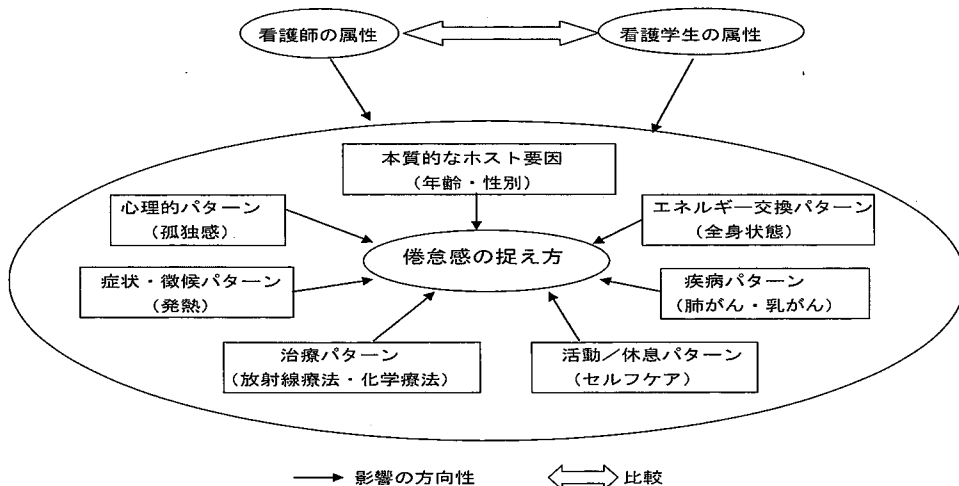 看護師の属性
看護学生の属性
本質的なホスト要因
(年齢・性別)
心理的パターン
(孤独感)
エネルギー交換パターン
(全身状態)
倦怠感の捉え方
症状・徴候パターン
(発熱)
疾病パターン
(肺がん・乳がん)
治療パターン
(放射線療法・化学療法)
活動/休息パターン
(セルフケア)
影響の方向性
比較